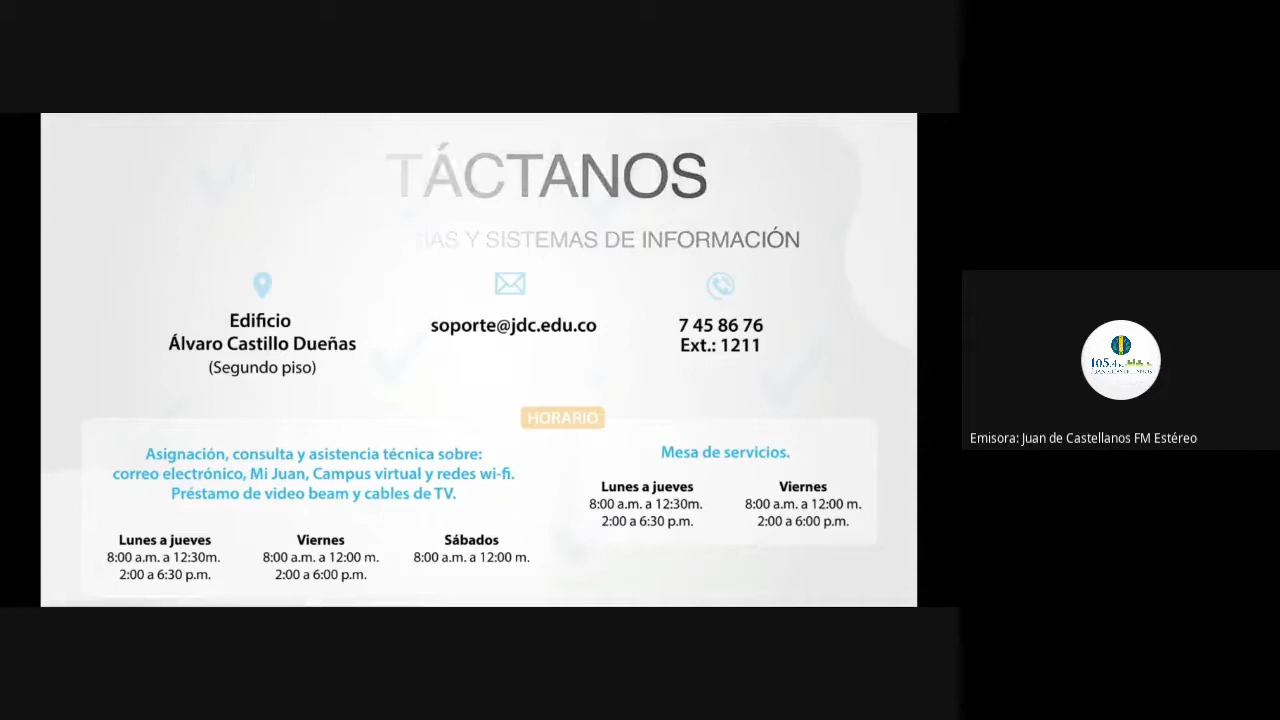 TÁCTANOS
GIAS Y SISTEMAS DE INFORMACIÓN
Edificio
Álvaro Castillo Dueñas
(Segundo piso)
soporte@jdc.edu.co
7 45 86 76
Ext.: 1211
HORARIO
Asignación, consulta y asistencia técnica sobre:
correo electrónico, Mi Juan, Campus virtual y redes wi-fi.
Préstamo de video beam y cables de TV.
Lunes a jueves
8:00 a.m. a 12:30m.
2:00 a 6:30 p.m.
Viernes
8:00 a.m. a 12:00 m.
2:00 a 6:00 p.m.
Sábados
8:00 a.m. a 12:00 m.
Mesa de servicios.
Lunes a jueves
8:00 a.m. a 12:30m.
2:00 a 6:30 p.m.
Viernes
8:00 a.m. a 12:00 m.
2:00 a 6:00 p.m.
Emisora: Juan de Castellanos FM Estéreo